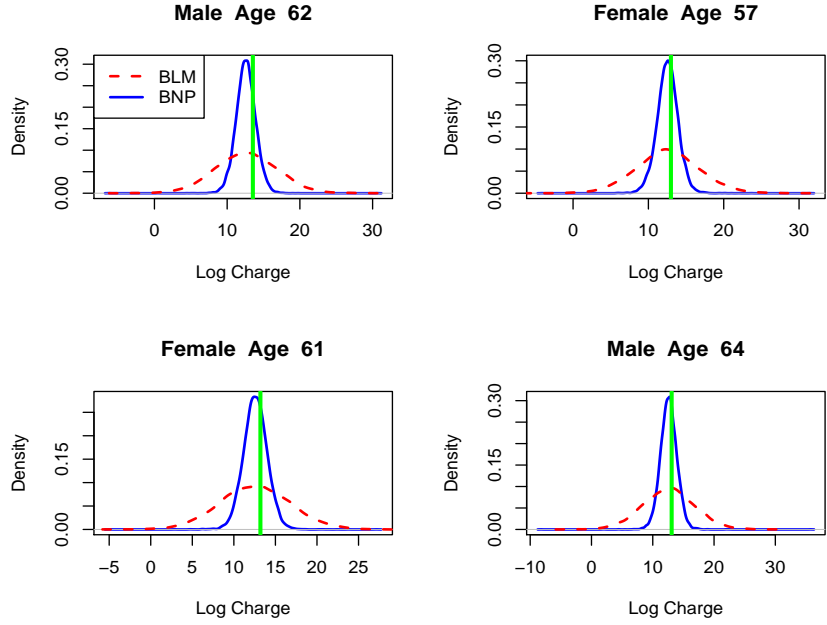 Male Age 62
Female Age 57
BLM
BNP
Density
0.00
0.15
0.30
0
10
20
30
Log Charge
Density
0.00
0.15
0.30
0
10
20
30
Log Charge
Female Age 61
Male Age 64
Density
0.00
0.15
−5
0
5
10
15
20
25
Log Charge
Density
0.00
0.15
0.30
−10
0
10
20
30
Log Charge